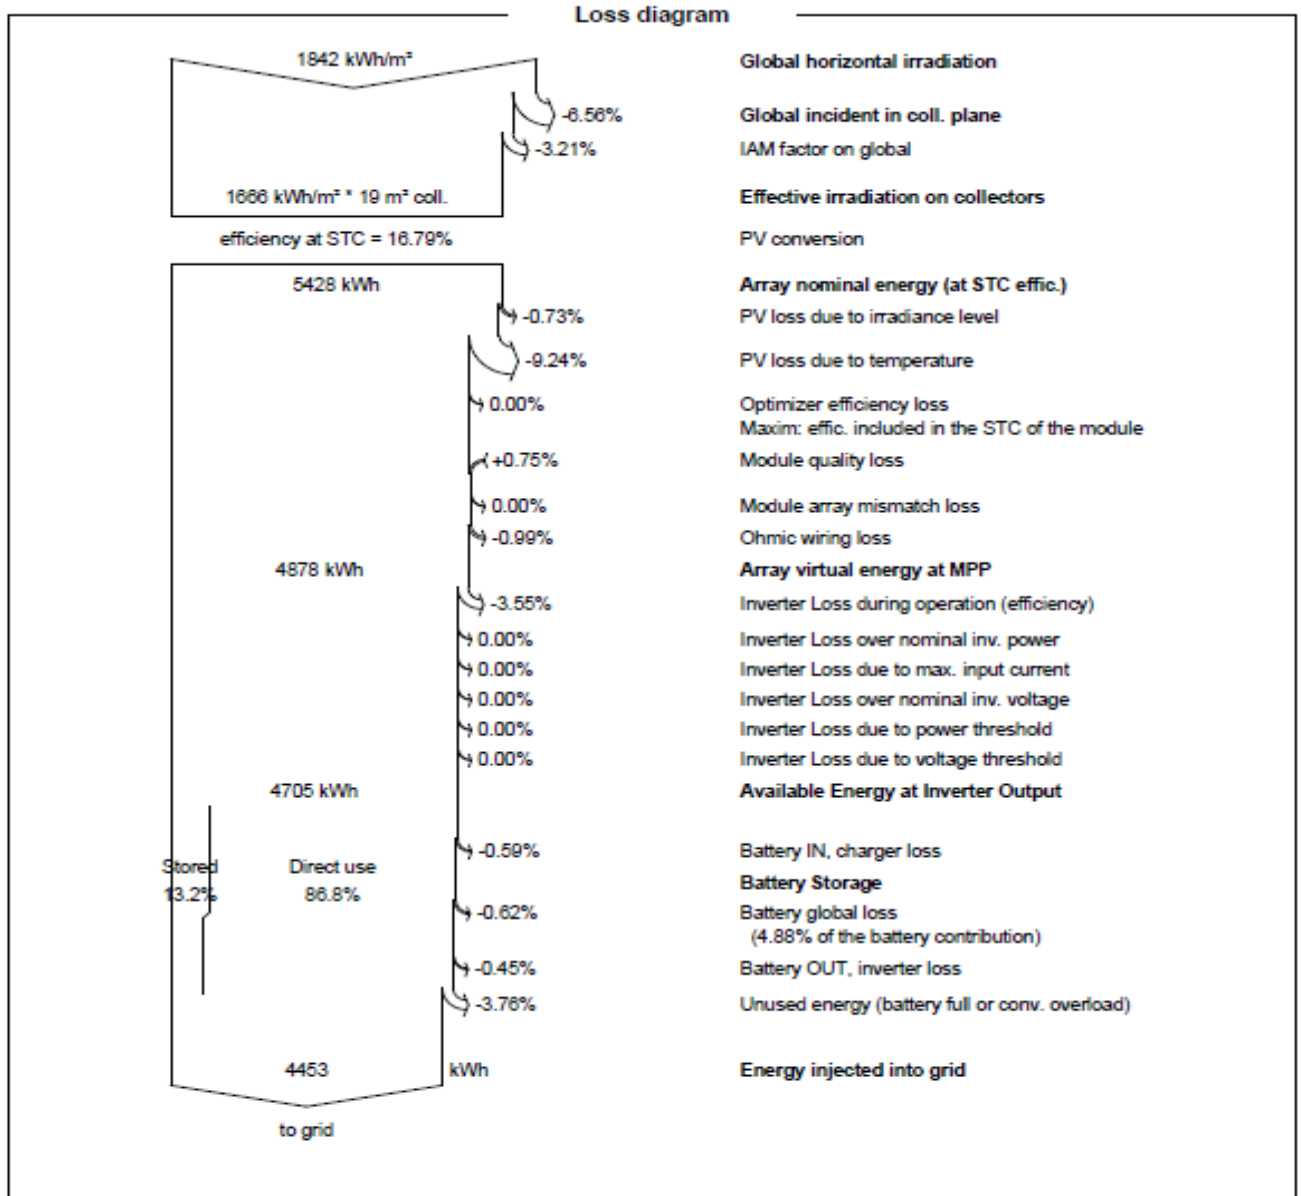 Loss diagram
1842 kWh/m² Global horizontal irradiation
-6.56% Global incident in coll. plane
-3.21% IAM factor on global
1666 kWh/m² * 19 m² coll. Effective irradiation on collectors
efficiency at STC = 16.79% PV conversion
5428 kWh Array nominal energy (at STC effic.)
-0.73% PV loss due to irradiance level
-9.24% PV loss due to temperature
0.00% Optimizer efficiency loss
Maxim: effic. included in the STC of the module
+0.75% Module quality loss
0.00% Module array mismatch loss
-0.99% Ohmic wiring loss
4878 kWh Array virtual energy at MPP
-3.55% Inverter Loss during operation (efficiency)
0.00% Inverter Loss over nominal inv. power
0.00% Inverter Loss due to max. input current
0.00% Inverter Loss over nominal inv. voltage
0.00% Inverter Loss due to power threshold
0.00% Inverter Loss due to voltage threshold
4705 kWh Available Energy at Inverter Output
-0.59% Battery IN, charger loss
Stored Direct use
Battery Storage
13.2% 86.8%
-0.62% Battery global loss
(4.88% of the battery contribution)
-0.45% Battery OUT, inverter loss
-3.76% Unused energy (battery full or conv. overload)
4453 kWh Energy injected into grid
to grid